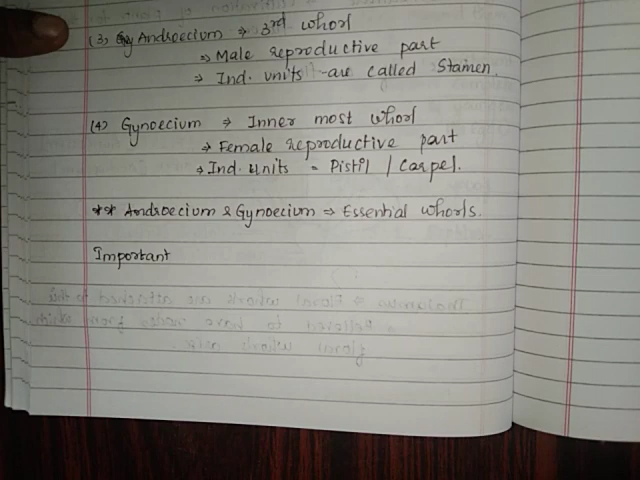 (3) Androecium → 3rd whorl
→ Male reproductive part
→ Ind. units are called Stamen.
(4) Gynoecium → Inner most whorl
→ Female reproductive part
→ Ind. units = Pistil / Carpel.
** Androecium & Gynoecium ⇒ Essential whorls.
Important